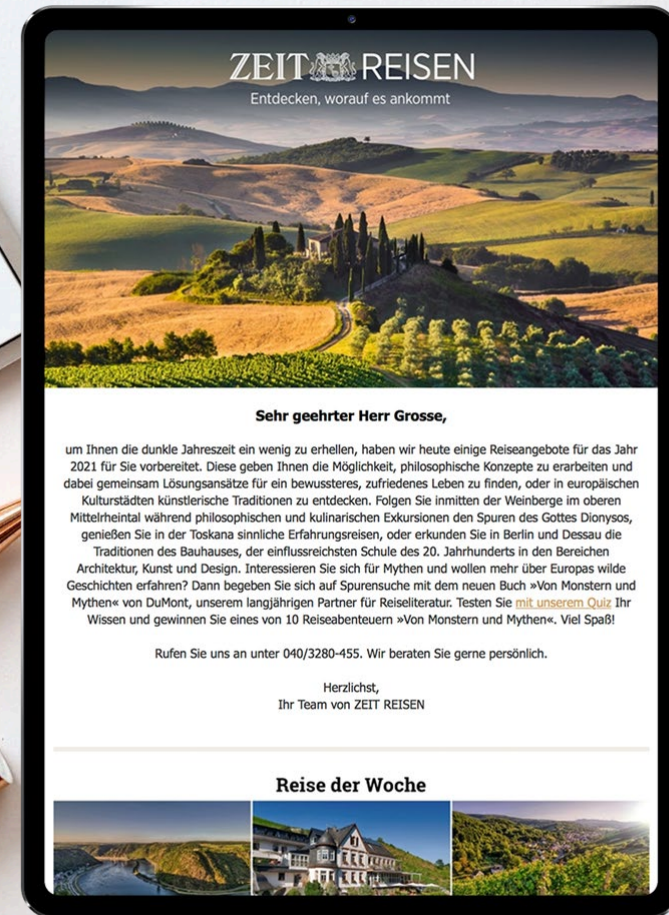 ZEIT REISEN
Entdecken, worauf es ankommt
Sehr geehrter Herr Grosse,
um Ihnen die dunkle Jahreszeit ein wenig zu erhellen, haben wir heute einige Reiseangebote für das Jahr
2021 für Sie vorbereitet. Diese geben Ihnen die Möglichkeit, philosophische Konzepte zu erarbeiten und
dabei gemeinsam Lösungsansätze für ein bewussteres, zufriedenes Leben zu finden, oder in europäischen
Kulturstädten künstlerische Traditionen zu entdecken. Folgen Sie inmitten der Weinberge im oberen
Mittelrheintal während philosophischen und kulinarischen Exkursionen den Spuren des Gottes Dionysos,
genießen Sie in der Toskana sinnliche Erfahrungsreisen, oder erkunden Sie in Berlin und Dessau die
Traditionen des Bauhauses, der einflussreichsten Schule des 20. Jahrhunderts in den Bereichen
Architektur, Kunst und Design. Interessieren Sie sich für Mythen und wollen mehr über Europas wilde
Geschichten erfahren? Dann begeben Sie sich auf Spurensuche mit dem neuen Buch »Von Monstern und
Mythen« von DuMont, unserem langjährigen Partner für Reiseliteratur. Testen Sie mit unserem Quiz Ihr
Wissen und gewinnen Sie eines von 10 Reiseabenteuern »Von Monstern und Mythen«. Viel Spaß!
Rufen Sie uns an unter 040/3280-455. Wir beraten Sie gerne persönlich.
Herzlichst,
Ihr Team von ZEIT REISEN
Reise der Woche